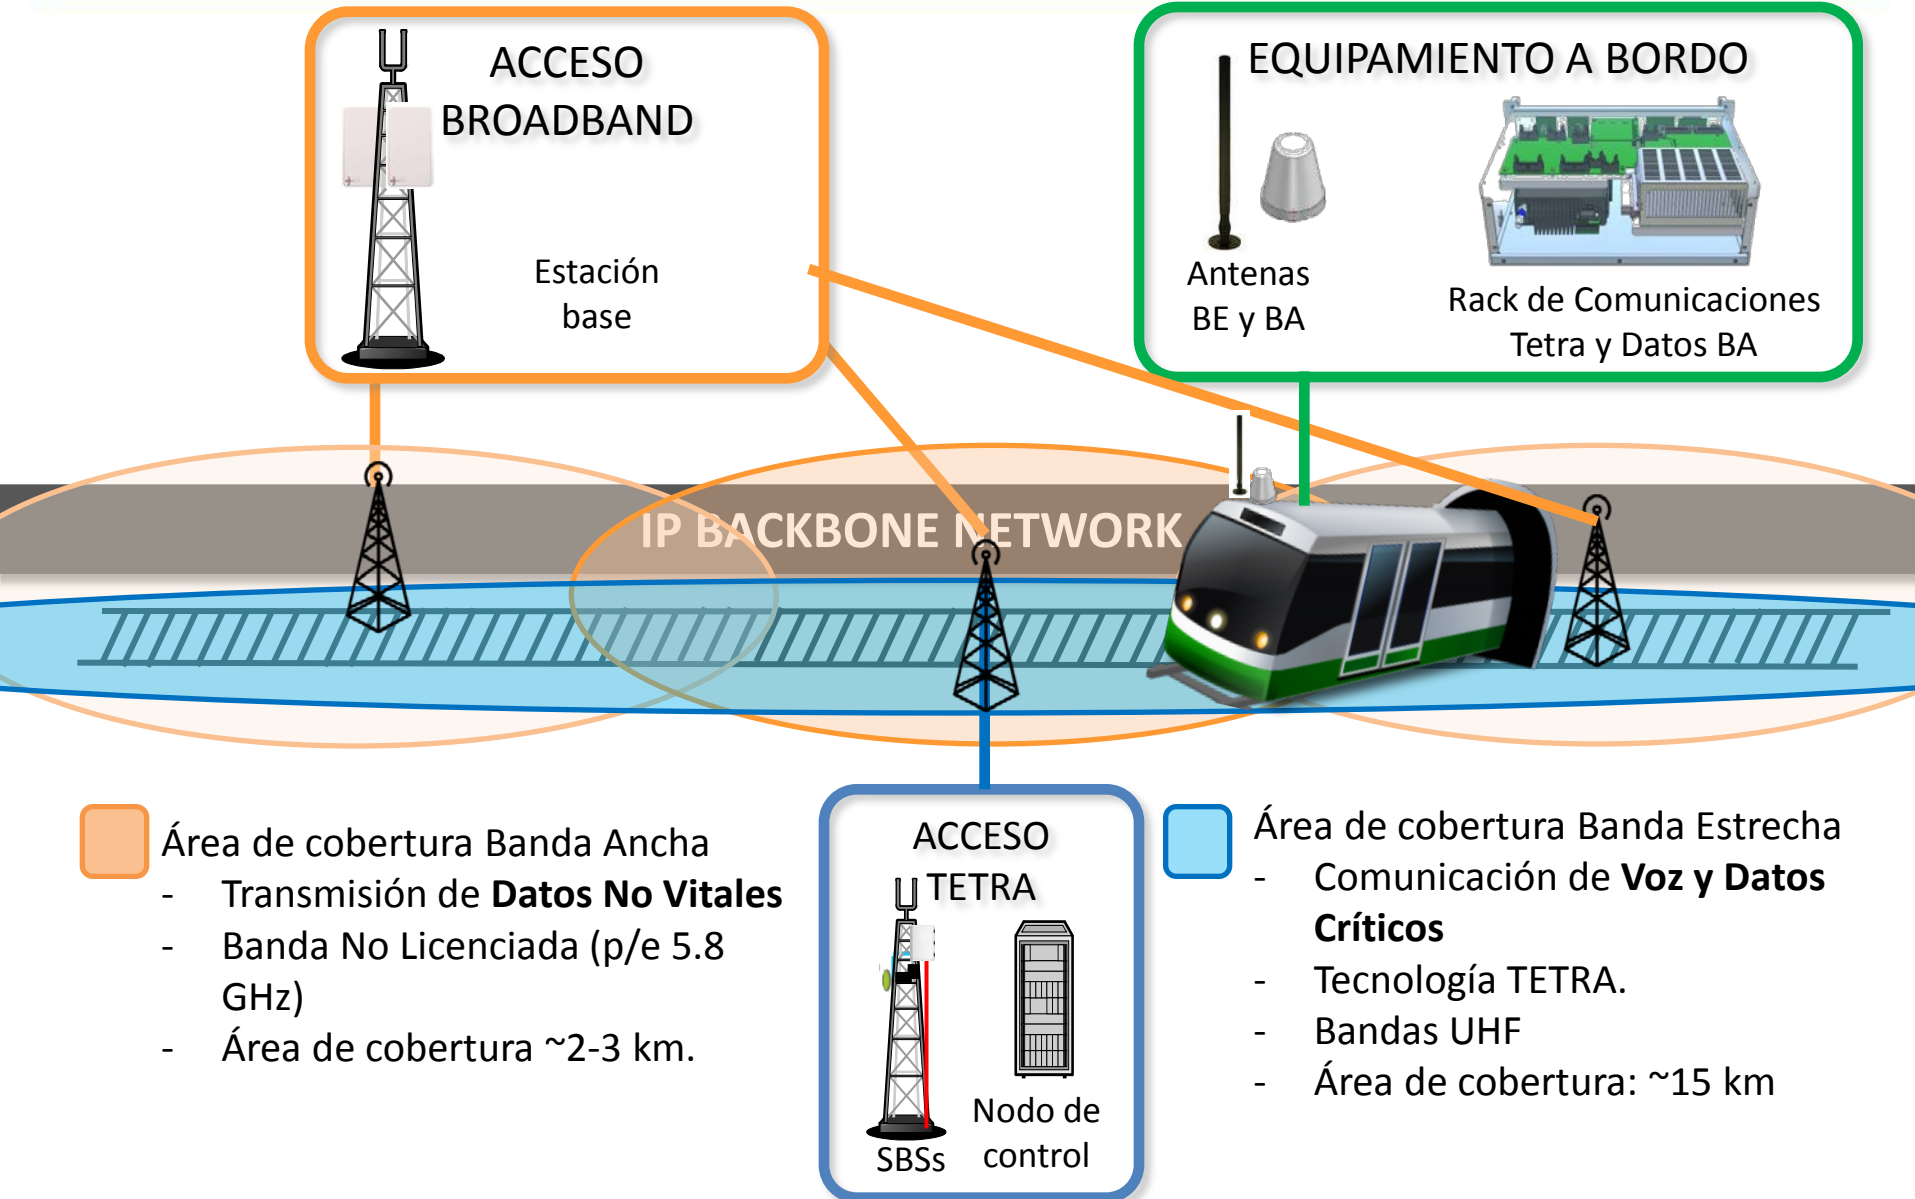 ACCESO
BROADBAND
Estación
base
EQUIPAMIENTO A BORDO
Antenas
BE y BA
Rack de Comunicaciones
Tetra y Datos BA
IP BACKBONE NETWORK
Área de cobertura Banda Ancha
- Transmisión de Datos No Vitales
- Banda No Licenciada (p/e 5.8
GHz)
- Área de cobertura ~2-3 km.
ACCESO
TETRA
SBSs
Nodo de
control
Área de cobertura Banda Estrecha
- Comunicación de Voz y Datos
Críticos
- Tecnología TETRA.
- Bandas UHF
- Área de cobertura: ~15 km